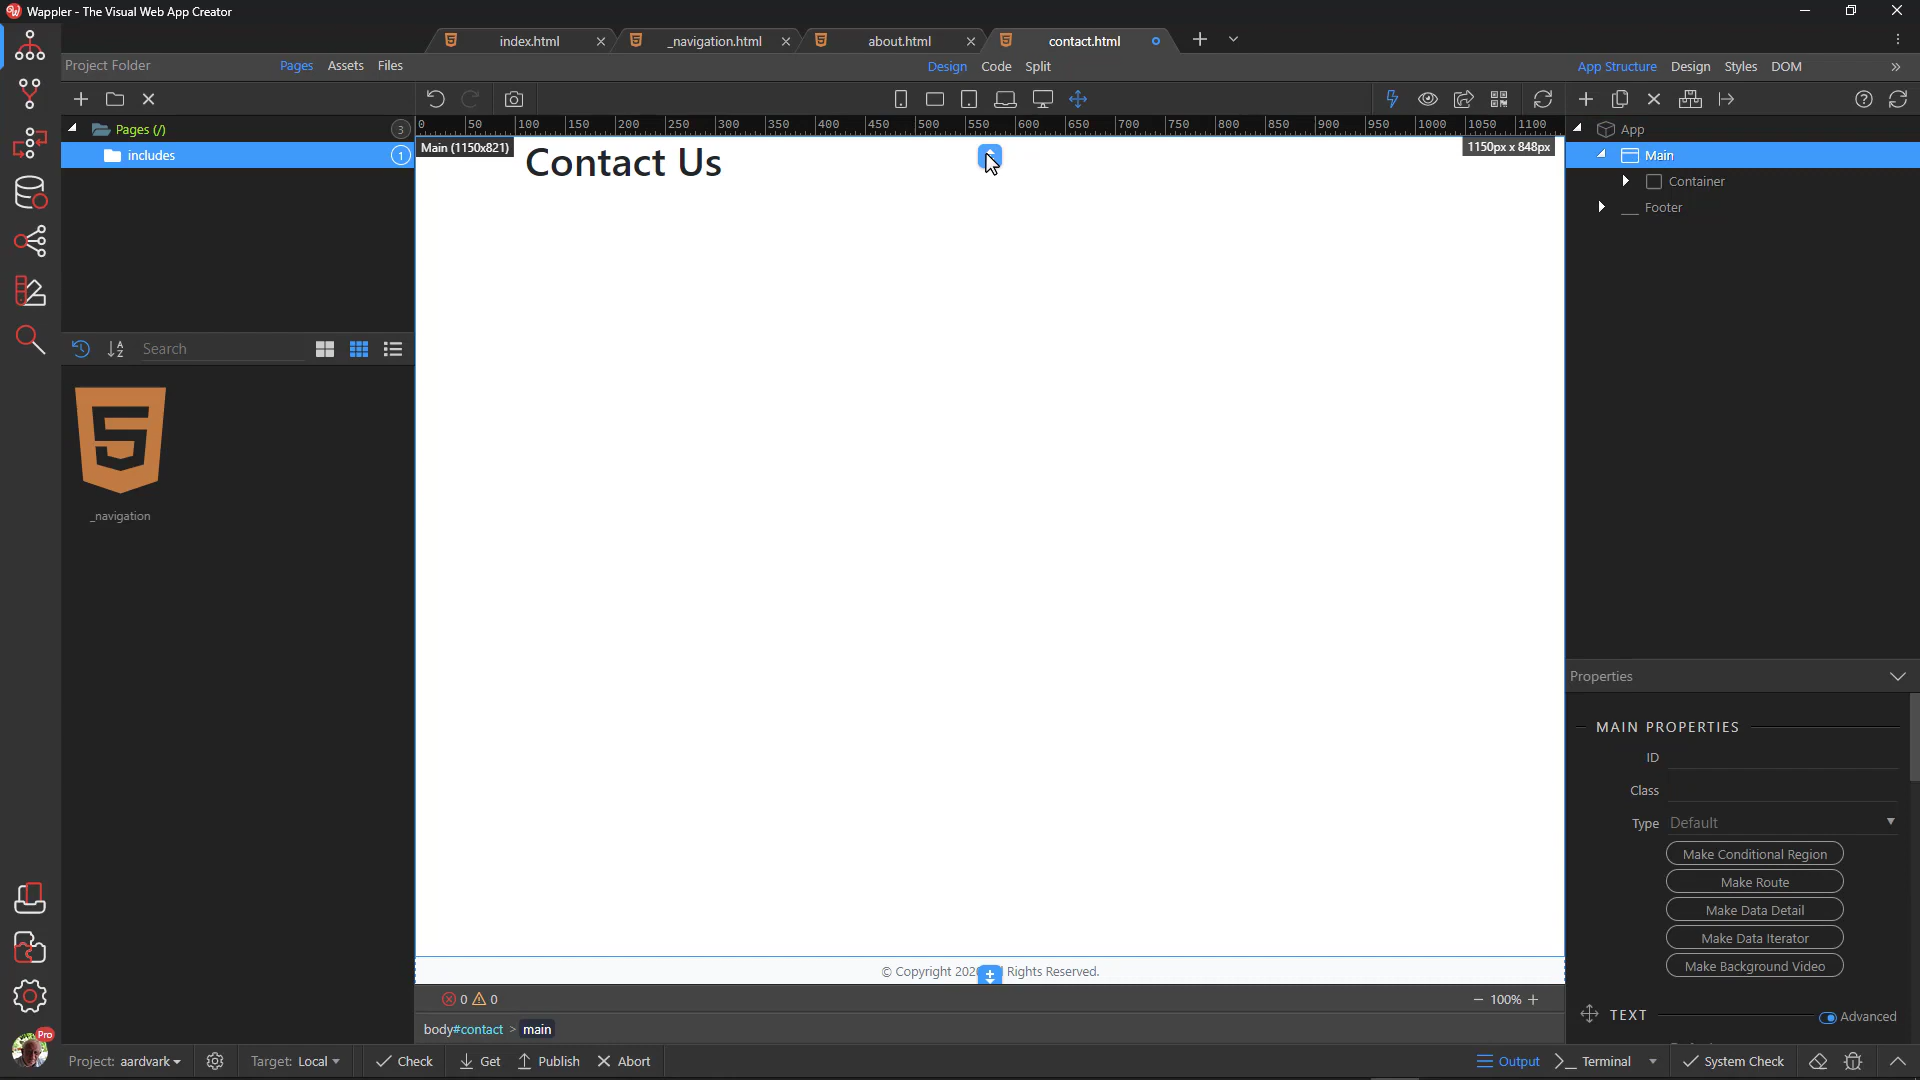 Wappler - The Visual Web App Creator
index.html
_navigation.html
about.html
contact.html
Project Folder
Pages Assets Files
Design Code Split
App Structure Design Styles DOM
Pages (/)
3
includes
1
0 50 100 150 200 250 300 350 400 450 500 550 600 650 700 750 800 850 900 950 1000 1050 1100
Main (1150x821)
1150px x 848px
Contact Us
App
Main
Container
Footer
Search
_navigation
Properties
MAIN PROPERTIES
ID
Class
Type Default
Make Conditional Region
Make Route
Make Data Detail
Make Data Iterator
Make Background Video
TEXT
Advanced
© Copyright
Rights Reserved.
0 0
100%
body#contact > main
Pro
Project: aardvark
Target: Local
Check
Get
Publish
Abort
Output
Terminal
System Check